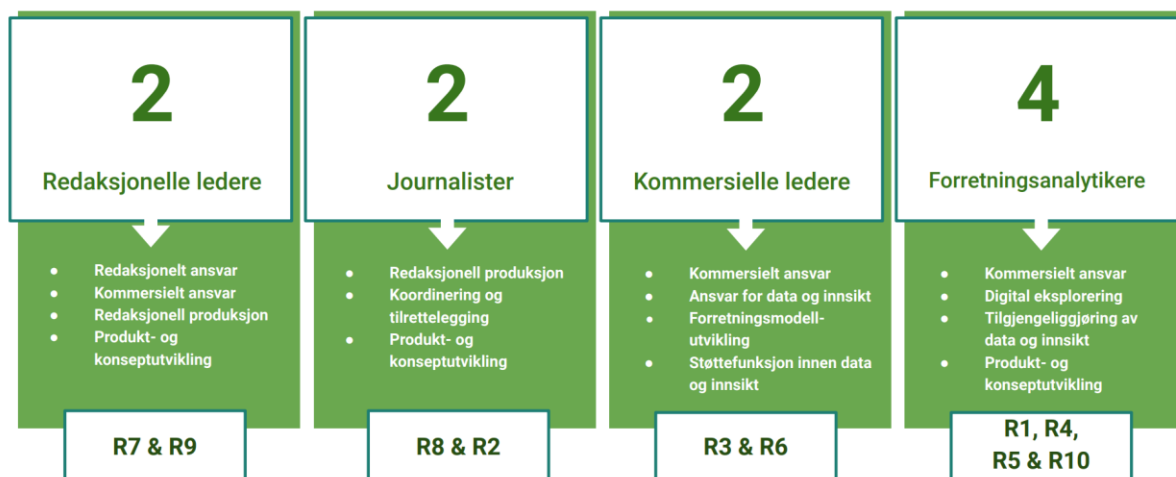 2
Redaksjonelle ledere
● Redaksjonelt ansvar
● Kommersielt ansvar
● Redaksjonell produksjon
● Produkt- og
konseptutvikling
R7 & R9
2
Journalister
● Redaksjonell produksjon
● Koordinering og
tilrettelegging
● Produkt- og
konseptutvikling
R8 & R2
2
Kommersielle ledere
● Kommersielt ansvar
● Ansvar for data og innsikt
● Forretningsmodell-
utvikling
● Støttefunksjon innen data
og innsikt
R3 & R6
4
Forretningsanalytikere
● Kommersielt ansvar
● Digital eksplorering
● Tilgjengeliggjøring av
data og innsikt
● Produkt- og
konseptutvikling
R1, R4,
R5 & R10